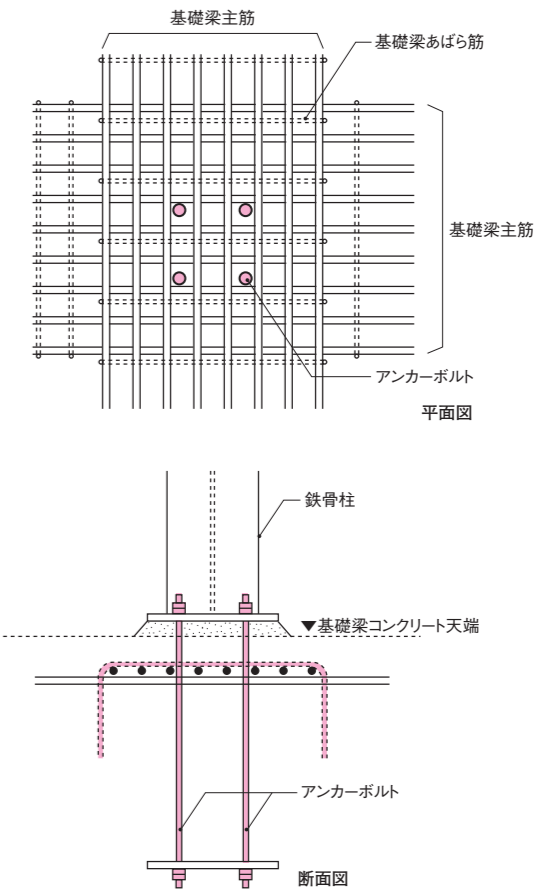 基礎梁主筋
基礎梁あばら筋
基礎梁主筋
アンカーボルト
平面図
鉄骨柱
▼基礎梁コンクリート天端
アンカーボルト
断面図